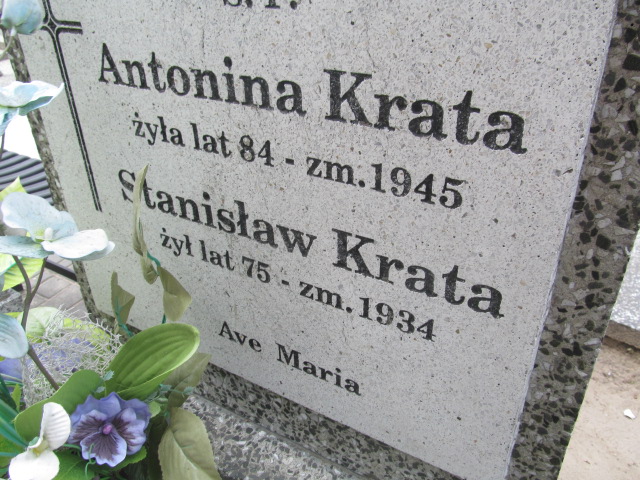 Ś.P.
Antonina Krata
żyła lat 84 - zm. 1945
Stanisław Krata
żył lat 75 - zm. 1934
Ave Maria